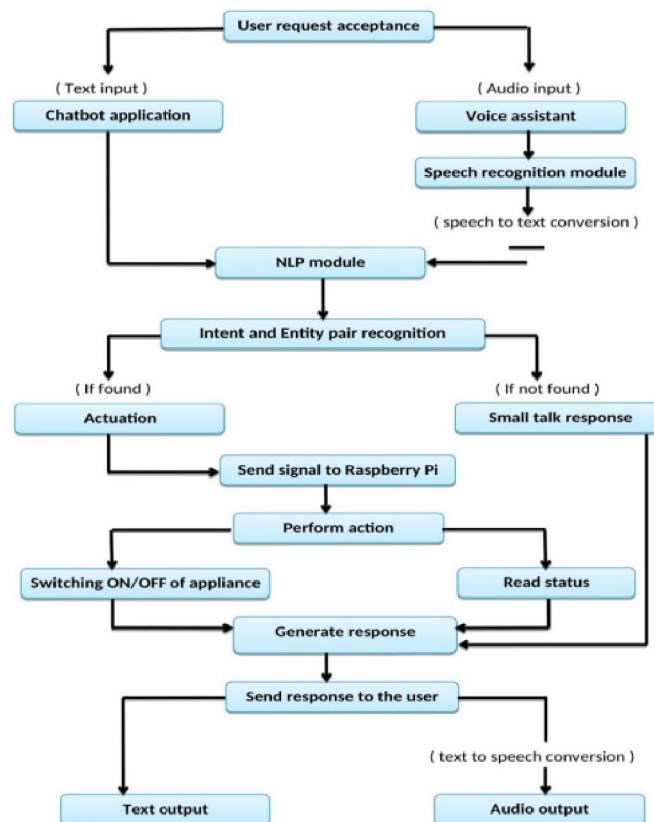 User request acceptance
( Text input )
( Audio input )
Chatbot application
Voice assistant
Speech recognition module
( speech to text conversion )
NLP module
Intent and Entity pair recognition
( If found )
( If not found )
Actuation
Small talk response
Send signal to Raspberry Pi
Perform action
Switching ON/OFF of appliance
Read status
Generate response
Send response to the user
( text to speech conversion )
Text output
Audio output